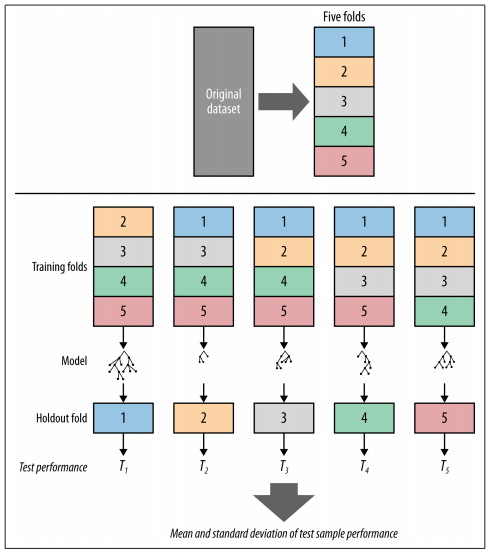 Five folds
Original
dataset
1
2
3
4
5
Training folds
2 1 1 1 1
3 3 2 2 2
4 4 4 3 3
5 5 5 5 4
Model
Holdout fold 1 2 3 4 5
Test performance T1 T2 T3 T4 T5
Mean and standard deviation of test sample performance